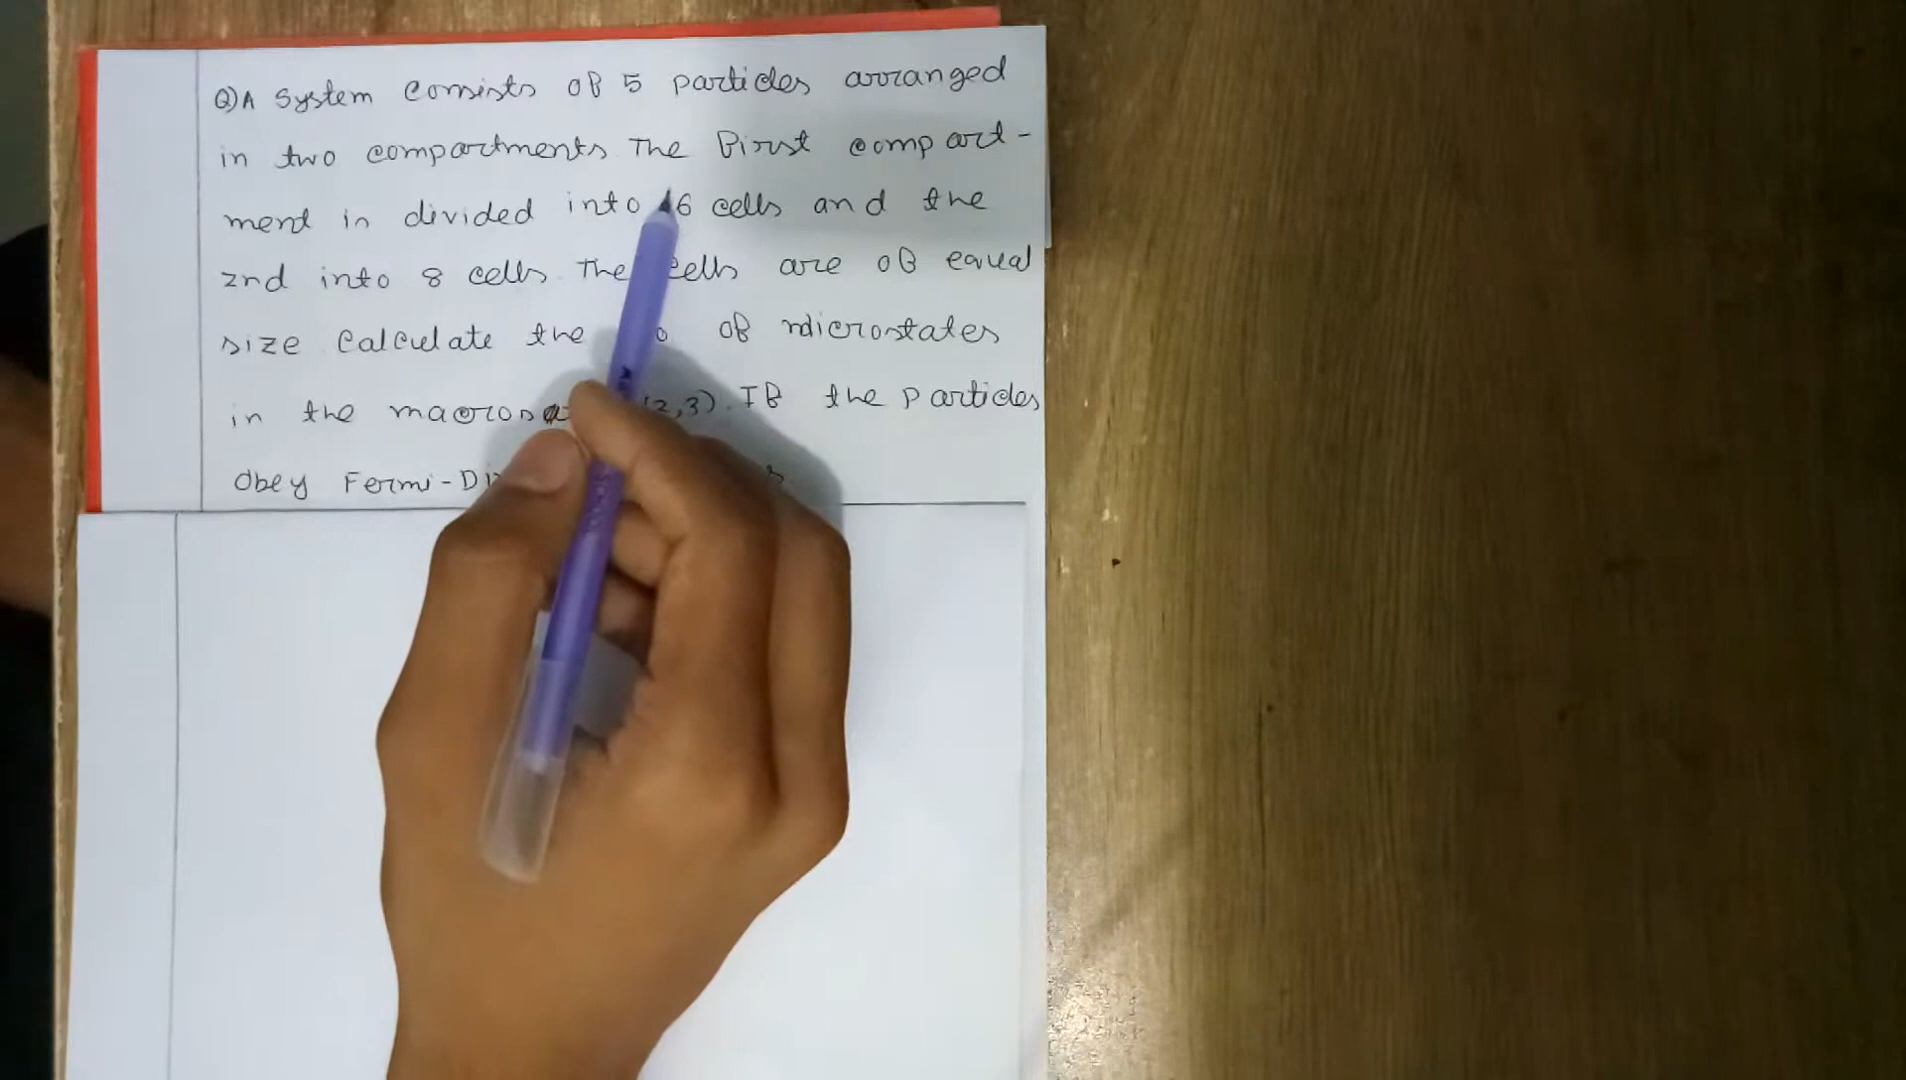 Q) A system consists of 5 particles arranged
in two compartments The first compart-
ment is divided into 6 cells and the
2nd into 8 cells. The cells are of equal
size Calculate the of microstates
in the (2,3). If the particles
obey Fermi-